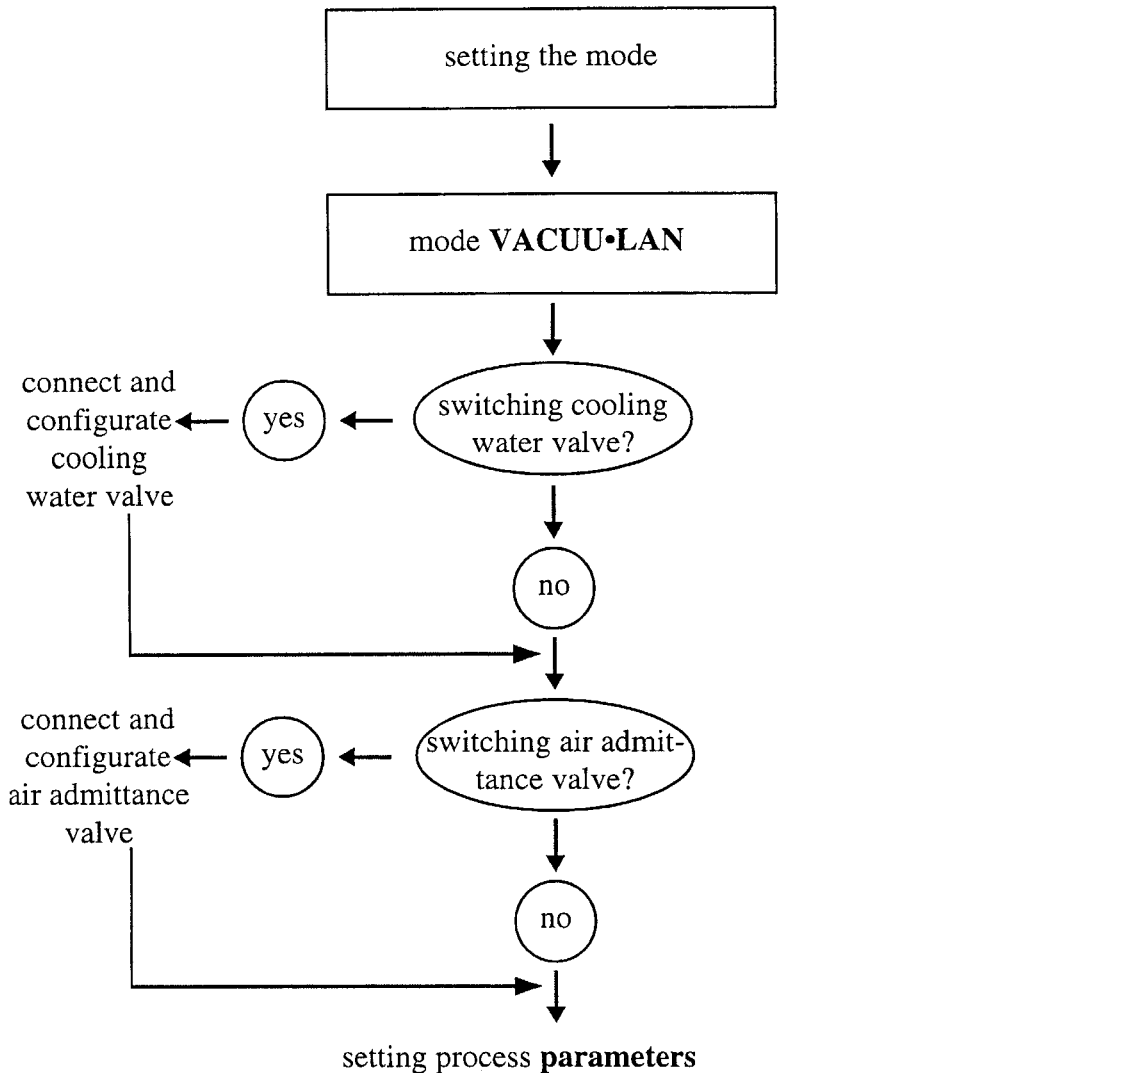 setting the mode
mode VACUU•LAN
switching cooling
water valve?
yes
connect and
configurate
cooling
water valve
no
switching air admit-
tance valve?
yes
connect and
configurate
air admittance
valve
no
setting process parameters